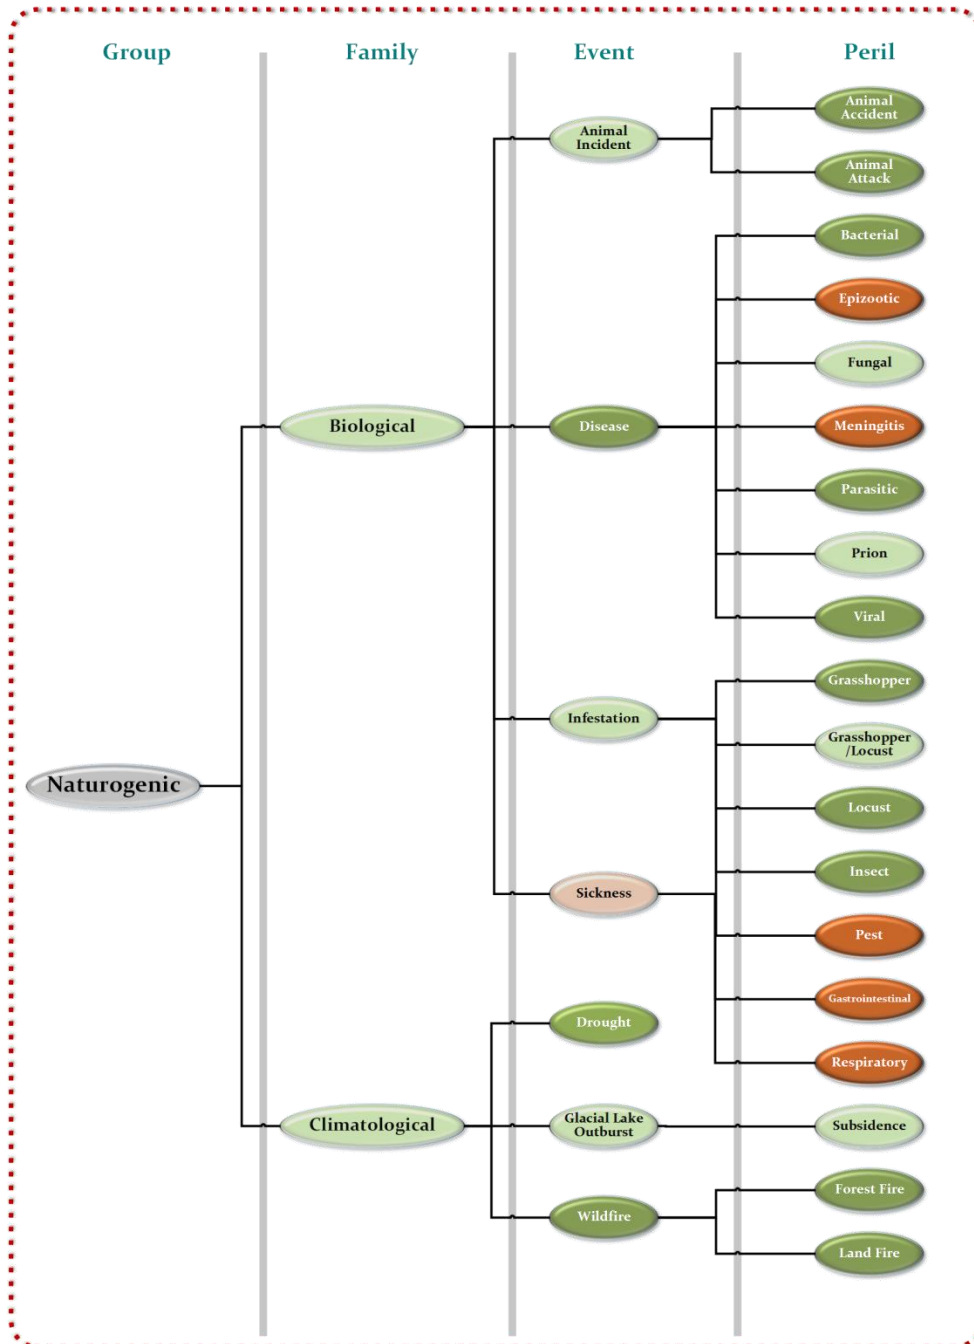 Group
Family
Event
Peril
Animal
Accident
Animal
Incident
Animal
Attack
Bacterial
Epizootic
Fungal
Biological
Disease
Meningitis
Parasitic
Prion
Viral
Grasshopper
Infestation
Grasshopper
/Locust
Naturogenic
Locust
Insect
Sickness
Pest
Gastrointestinal
Drought
Respiratory
Climatological
Glacial Lake
Outburst
Subsidence
Forest Fire
Wildfire
Land Fire